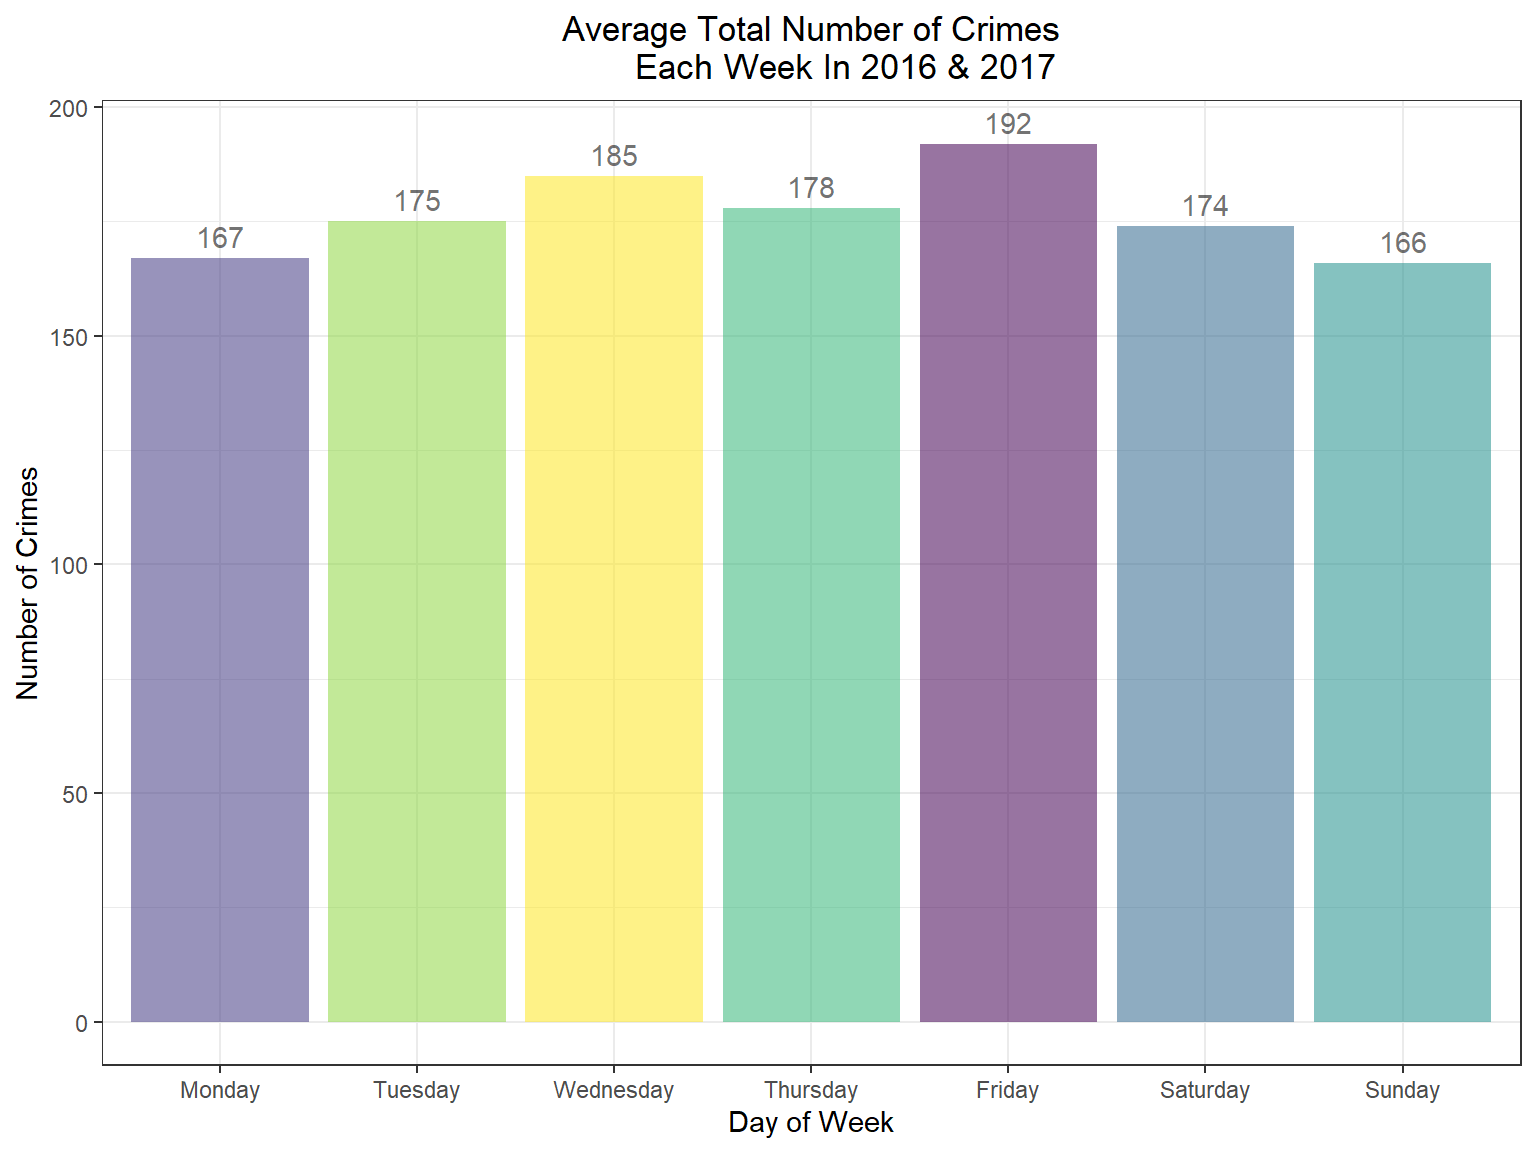 Average Total Number of Crimes
Each Week In 2016 & 2017
Number of Crimes
200
150
100
50
0
167
175
185
178
192
174
166
Monday
Tuesday
Wednesday
Thursday
Friday
Saturday
Sunday
Day of Week